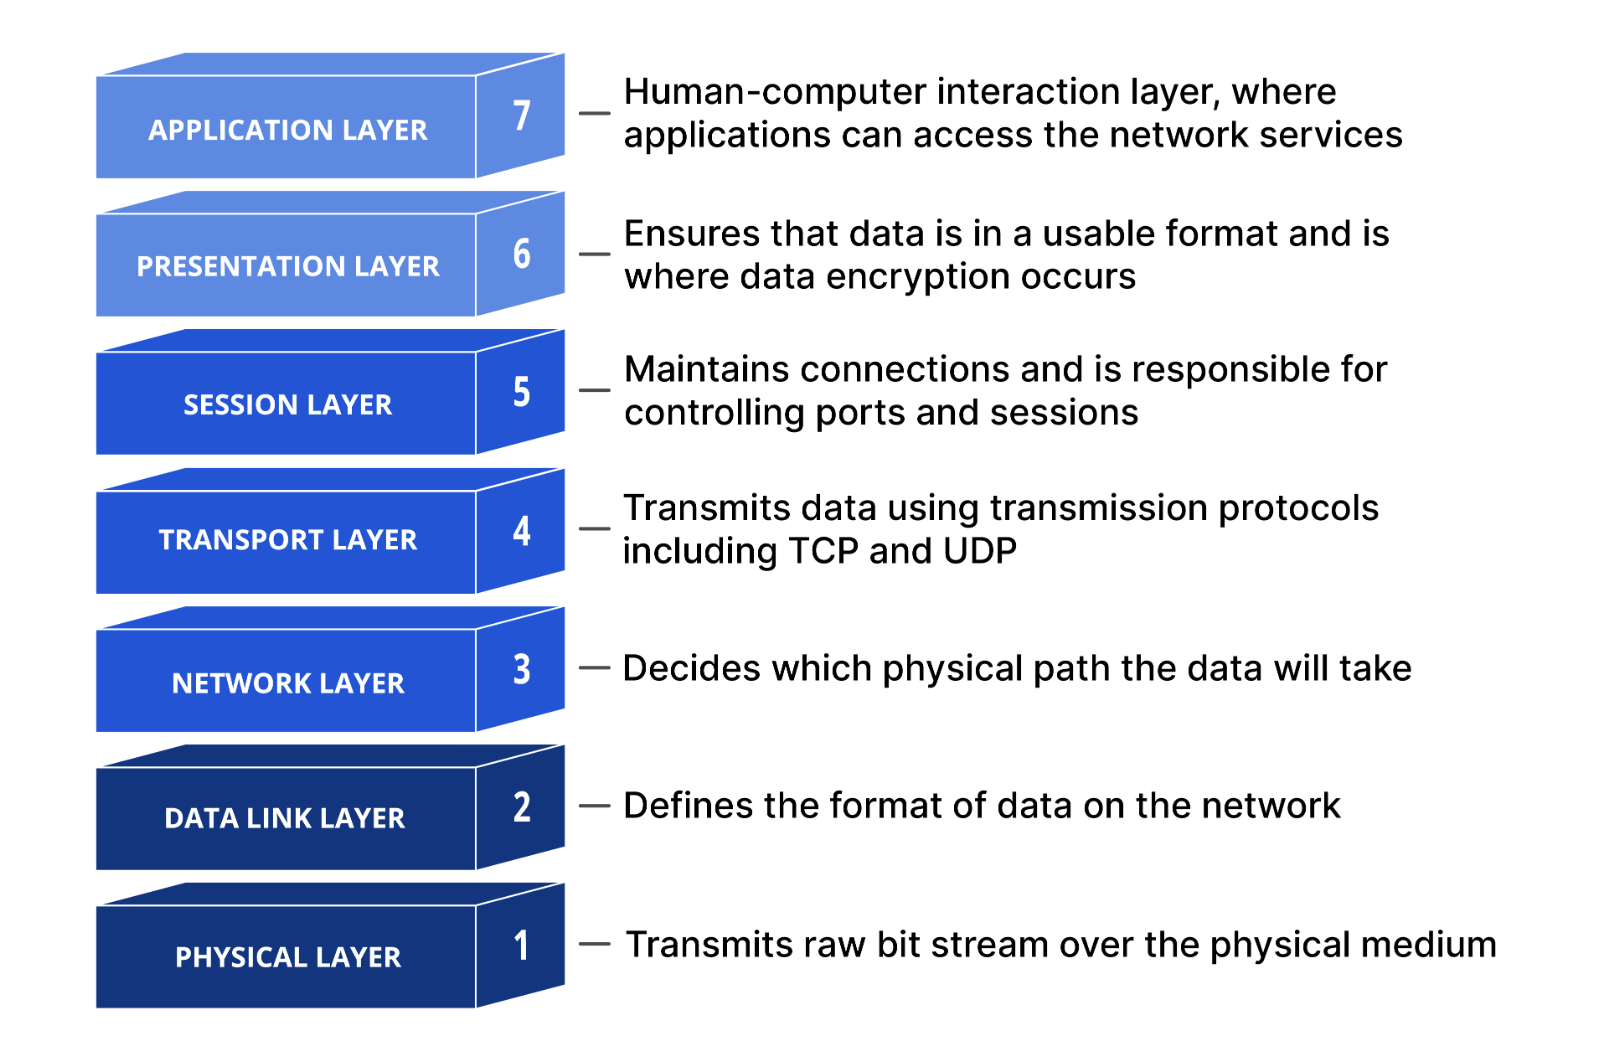 APPLICATION LAYER
7
Human-computer interaction layer, where
applications can access the network services
PRESENTATION LAYER
6
Ensures that data is in a usable format and is
where data encryption occurs
SESSION LAYER
5
Maintains connections and is responsible for
controlling ports and sessions
TRANSPORT LAYER
4
Transmits data using transmission protocols
including TCP and UDP
NETWORK LAYER
3
Decides which physical path the data will take
DATA LINK LAYER
2
Defines the format of data on the network
PHYSICAL LAYER
1
Transmits raw bit stream over the physical medium